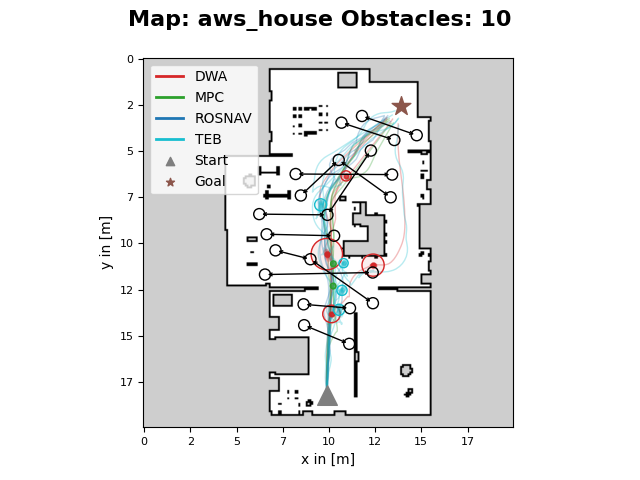 Map: aws_house Obstacles: 10
DWA
MPC
ROSNAV
TEB
Start
Goal
y in [m]
0
2
5
7
10
12
15
17
0
2
5
7
10
12
15
17
x in [m]